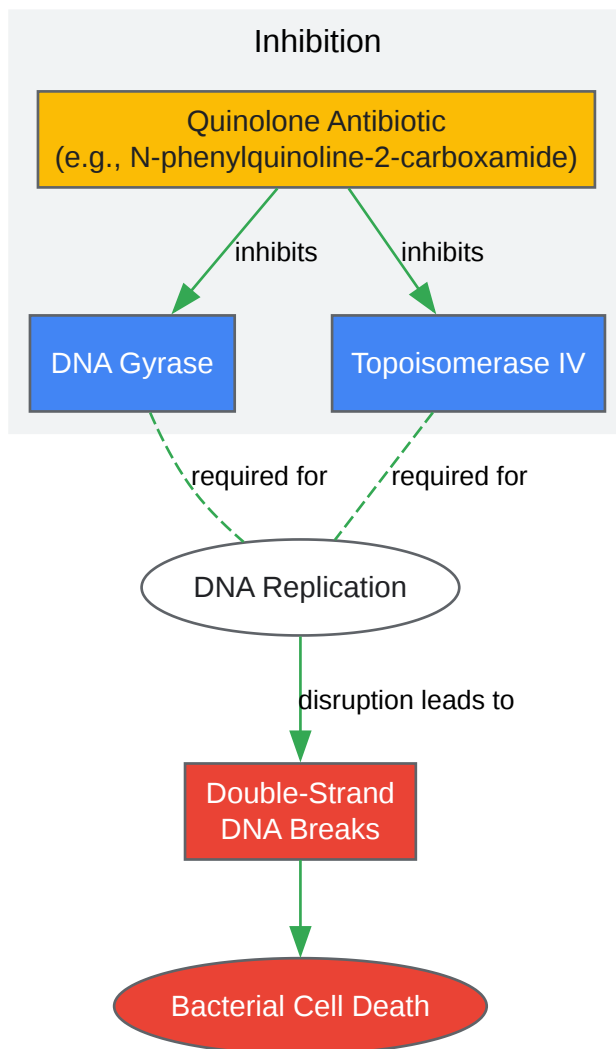 Inhibition
Quinolone Antibiotic
(e.g., N-phenylquinoline-2-carboxamide)
inhibits
inhibits
DNA Gyrase
Topoisomerase IV
required for
required for
DNA Replication
disruption leads to
Double-Strand
DNA Breaks
Bacterial Cell Death